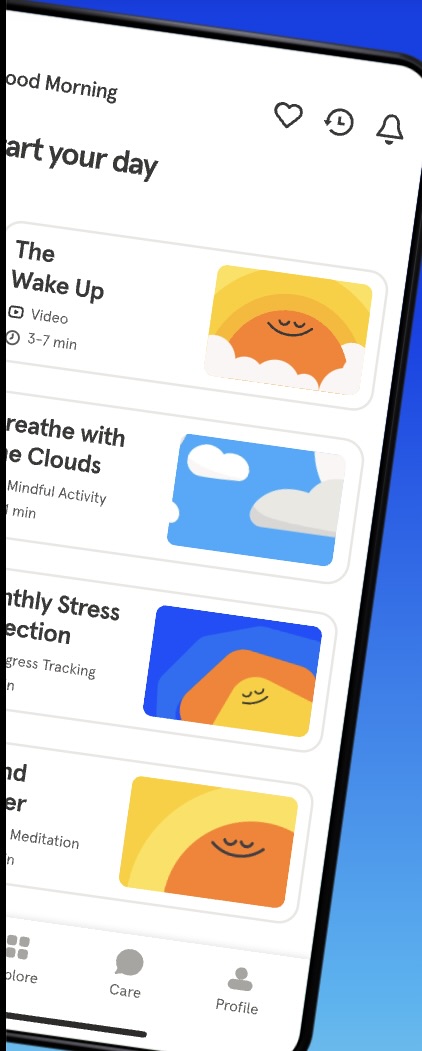 ood Morning
art your day
The
Wake Up
Video
3-7 min
reathe with
e Clouds
Mindful Activity
min
nthly Stress
ection
gress Tracking
n
nd
er
Meditation
n
plore
Care
Profile